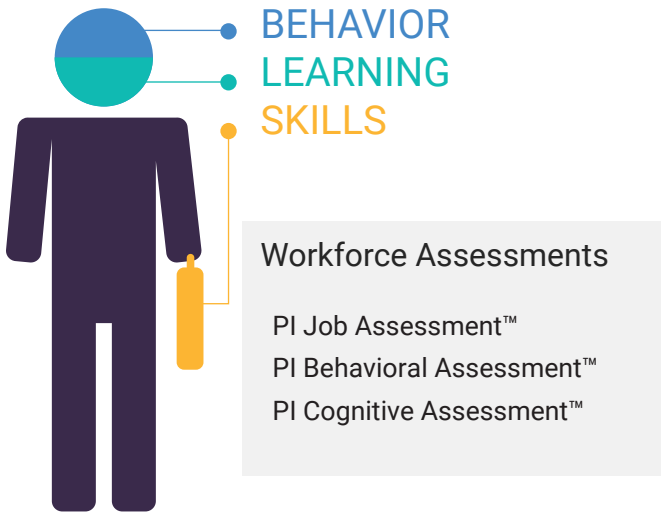 BEHAVIOR
LEARNING
SKILLS
Workforce Assessments
PI Job Assessment™
PI Behavioral Assessment™
PI Cognitive Assessment™